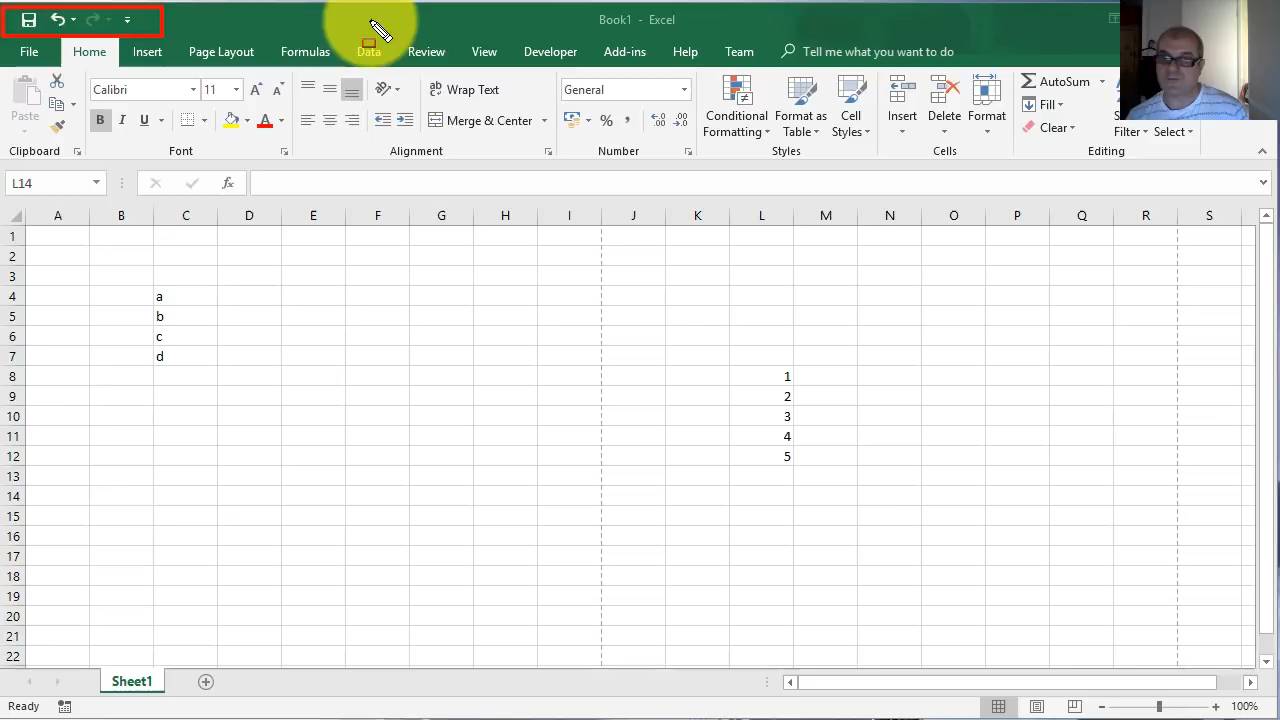 Book1 - Excel
File Home Insert Page Layout Formulas Data Review View Developer Add-ins Help Team Tell me what you want to do
Calibri 11 Wrap Text General AutoSum
Paste B I U Merge & Center % , Conditional Formatting Format as Table Cell Styles Insert Delete Format Fill
Clear Filter Select
Clipboard Font Alignment Number Styles Cells Editing
L14 fx
A B C D E F G H I J K L M N O P Q R S
1
2
3
4 a
5 b
6 c
7 d
8 1
9 2
10 3
11 4
12 5
13
14
15
16
17
18
19
20
21
22
Sheet1
Ready 100%